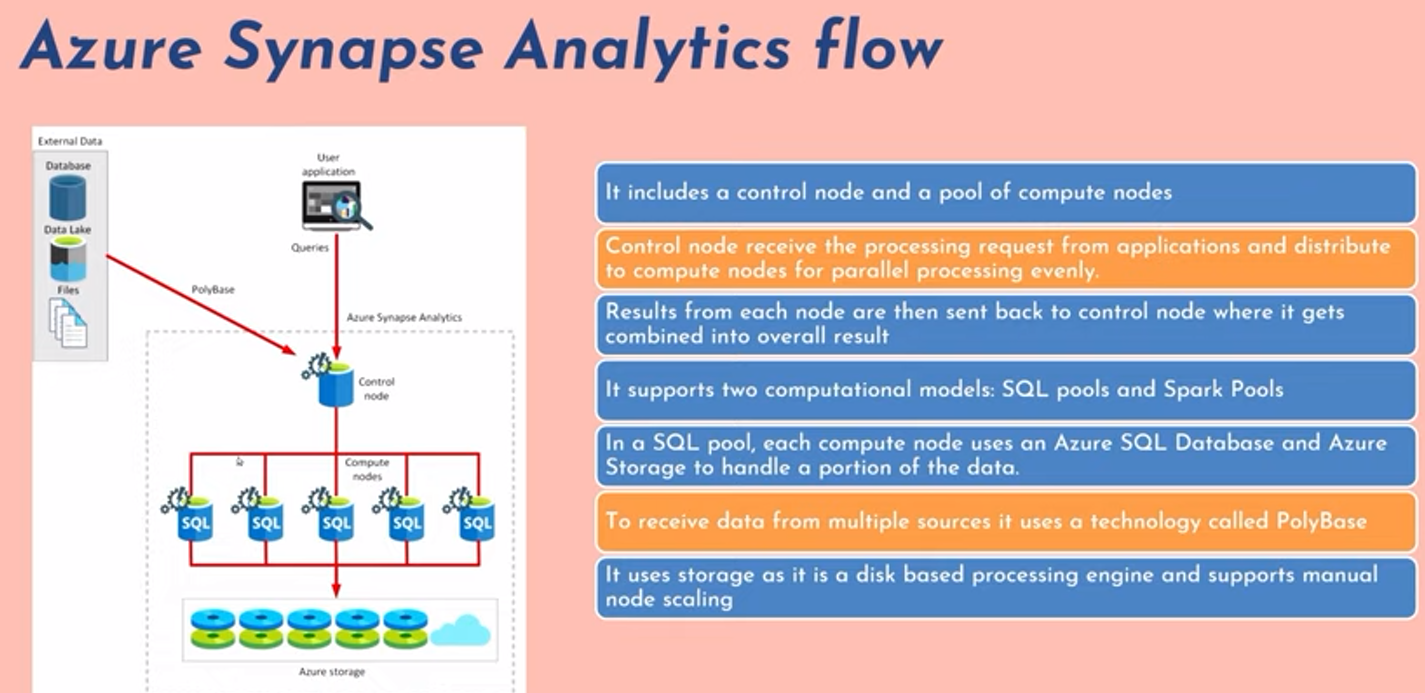 Azure Synapse Analytics flow
External Data
Database
Data Lake
Files
User
application
Queries
PolyBase
Azure Synapse Analytics
Control
node
Compute
nodes
SQL
SQL
SQL
SQL
SQL
Azure storage
It includes a control node and a pool of compute nodes
Control node receive the processing request from applications and distribute
to compute nodes for parallel processing evenly.
Results from each node are then sent back to control node where it gets
combined into overall result
It supports two computational models: SQL pools and Spark Pools
In a SQL pool, each compute node uses an Azure SQL Database and Azure
Storage to handle a portion of the data.
To receive data from multiple sources it uses a technology called PolyBase
It uses storage as it is a disk based processing engine and supports manual
node scaling